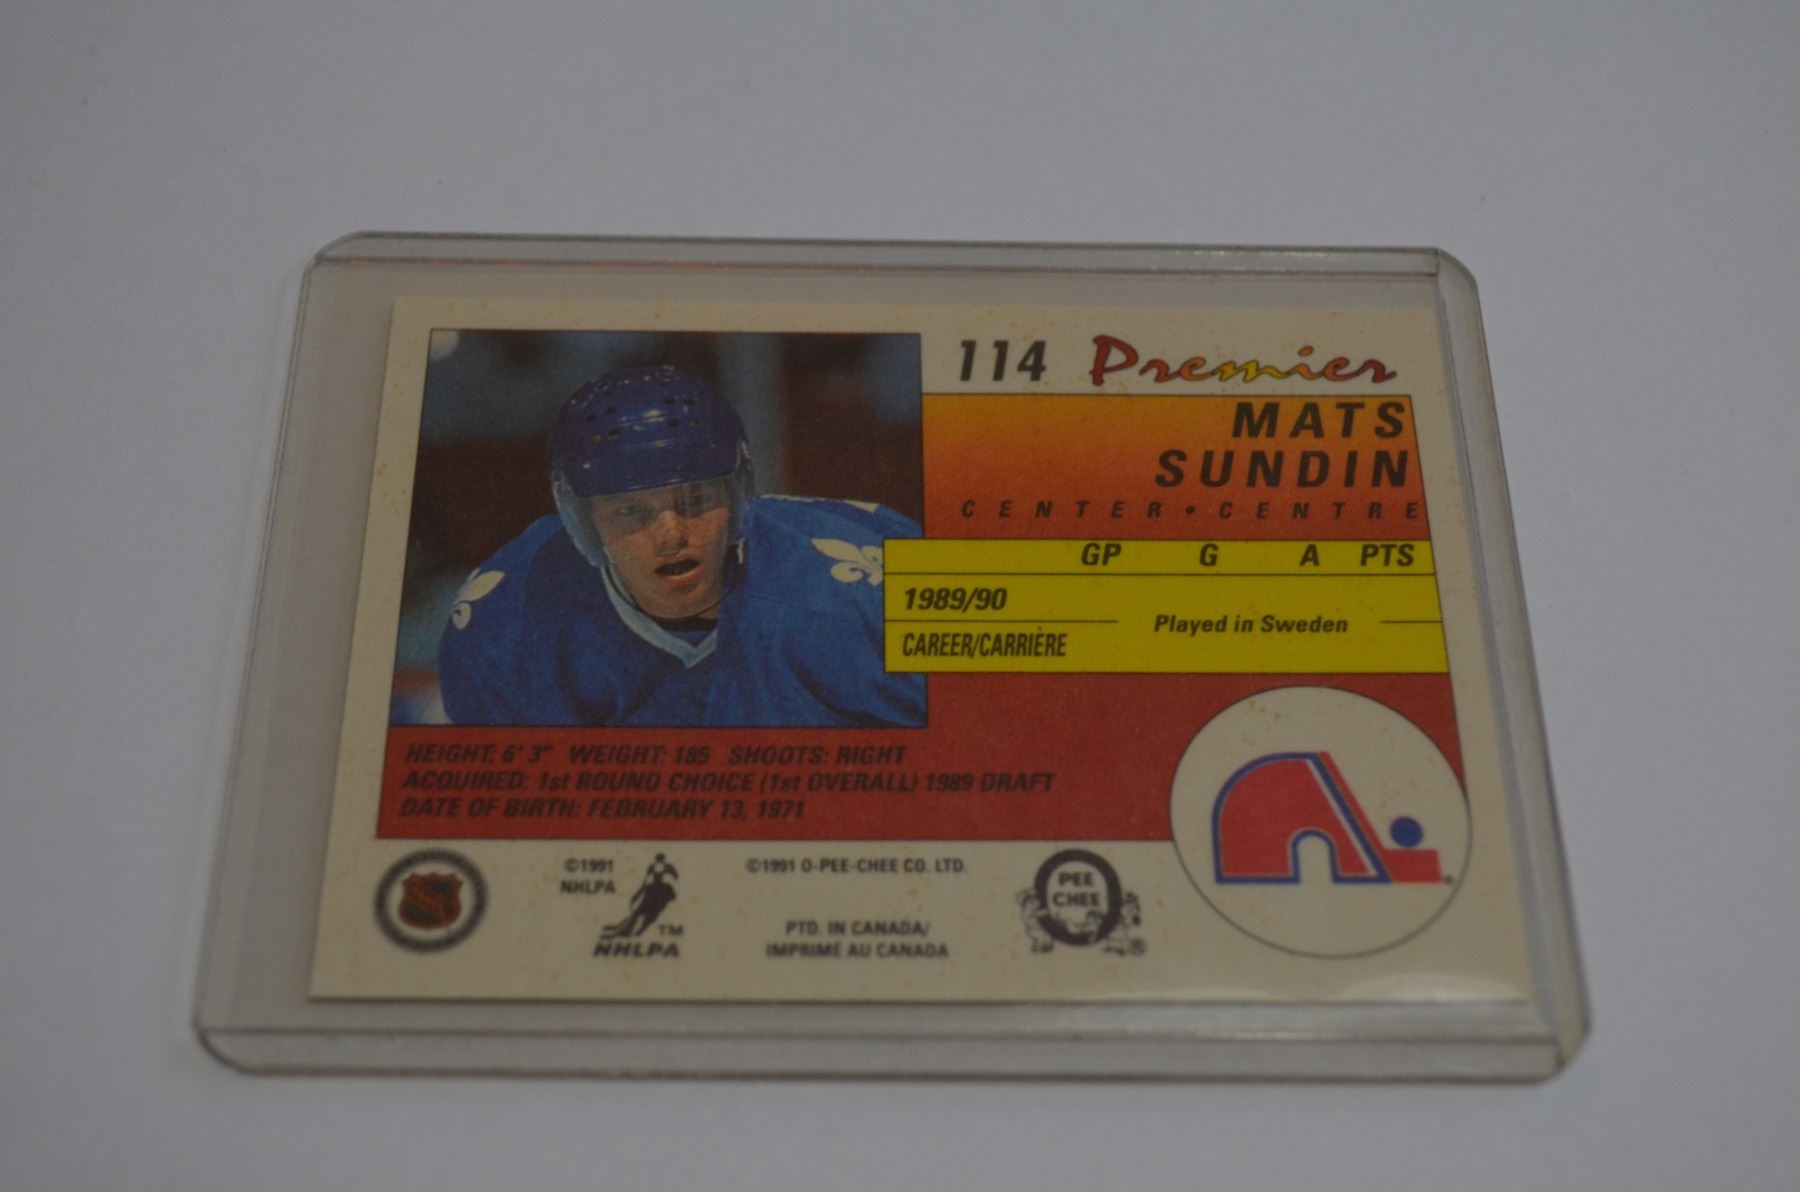 114 Premier
MATS
SUNDIN
CENTER • CENTRE
GP G A PTS
1989/90
Played in Sweden
CAREER/CARRIÈRE
HEIGHT: 6' 3" WEIGHT: 185 SHOOTS: RIGHT
ACQUIRED: 1st ROUND CHOICE (1st OVERALL) 1989 DRAFT
DATE OF BIRTH: FEBRUARY 13, 1971
©1991
NHLPA
TM
NHLPA
©1991 O-PEE-CHEE CO. LTD.
PTD. IN CANADA/
IMPRIMÉ AU CANADA
O
PEE
CHEE
®